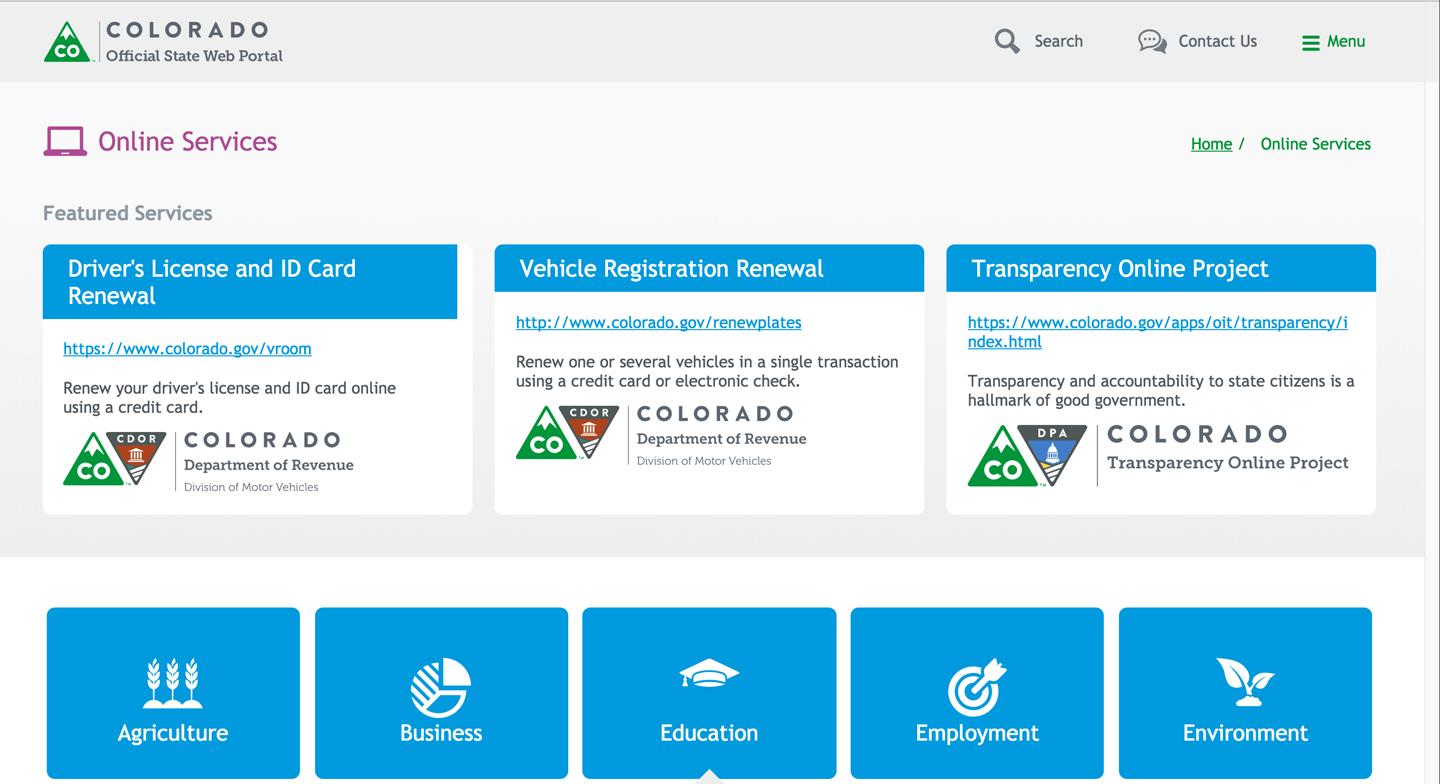 CO
COLORADO
Official State Web Portal
Search
Contact Us
Menu
Online Services
Home / Online Services
Featured Services
Driver's License and ID Card
Renewal
https://www.colorado.gov/vroom
Renew your driver's license and ID card online
using a credit card.
CO
TM
CDOR
COLORADO
Department of Revenue
Division of Motor Vehicles
Vehicle Registration Renewal
http://www.colorado.gov/renewplates
Renew one or several vehicles in a single transaction
using a credit card or electronic check.
CO
TM
CDOR
COLORADO
Department of Revenue
Division of Motor Vehicles
Transparency Online Project
https://www.colorado.gov/apps/oit/transparency/i
ndex.html
Transparency and accountability to state citizens is a
hallmark of good government.
CO
TM
DPA
COLORADO
Transparency Online Project
Agriculture
Business
Education
Employment
Environment